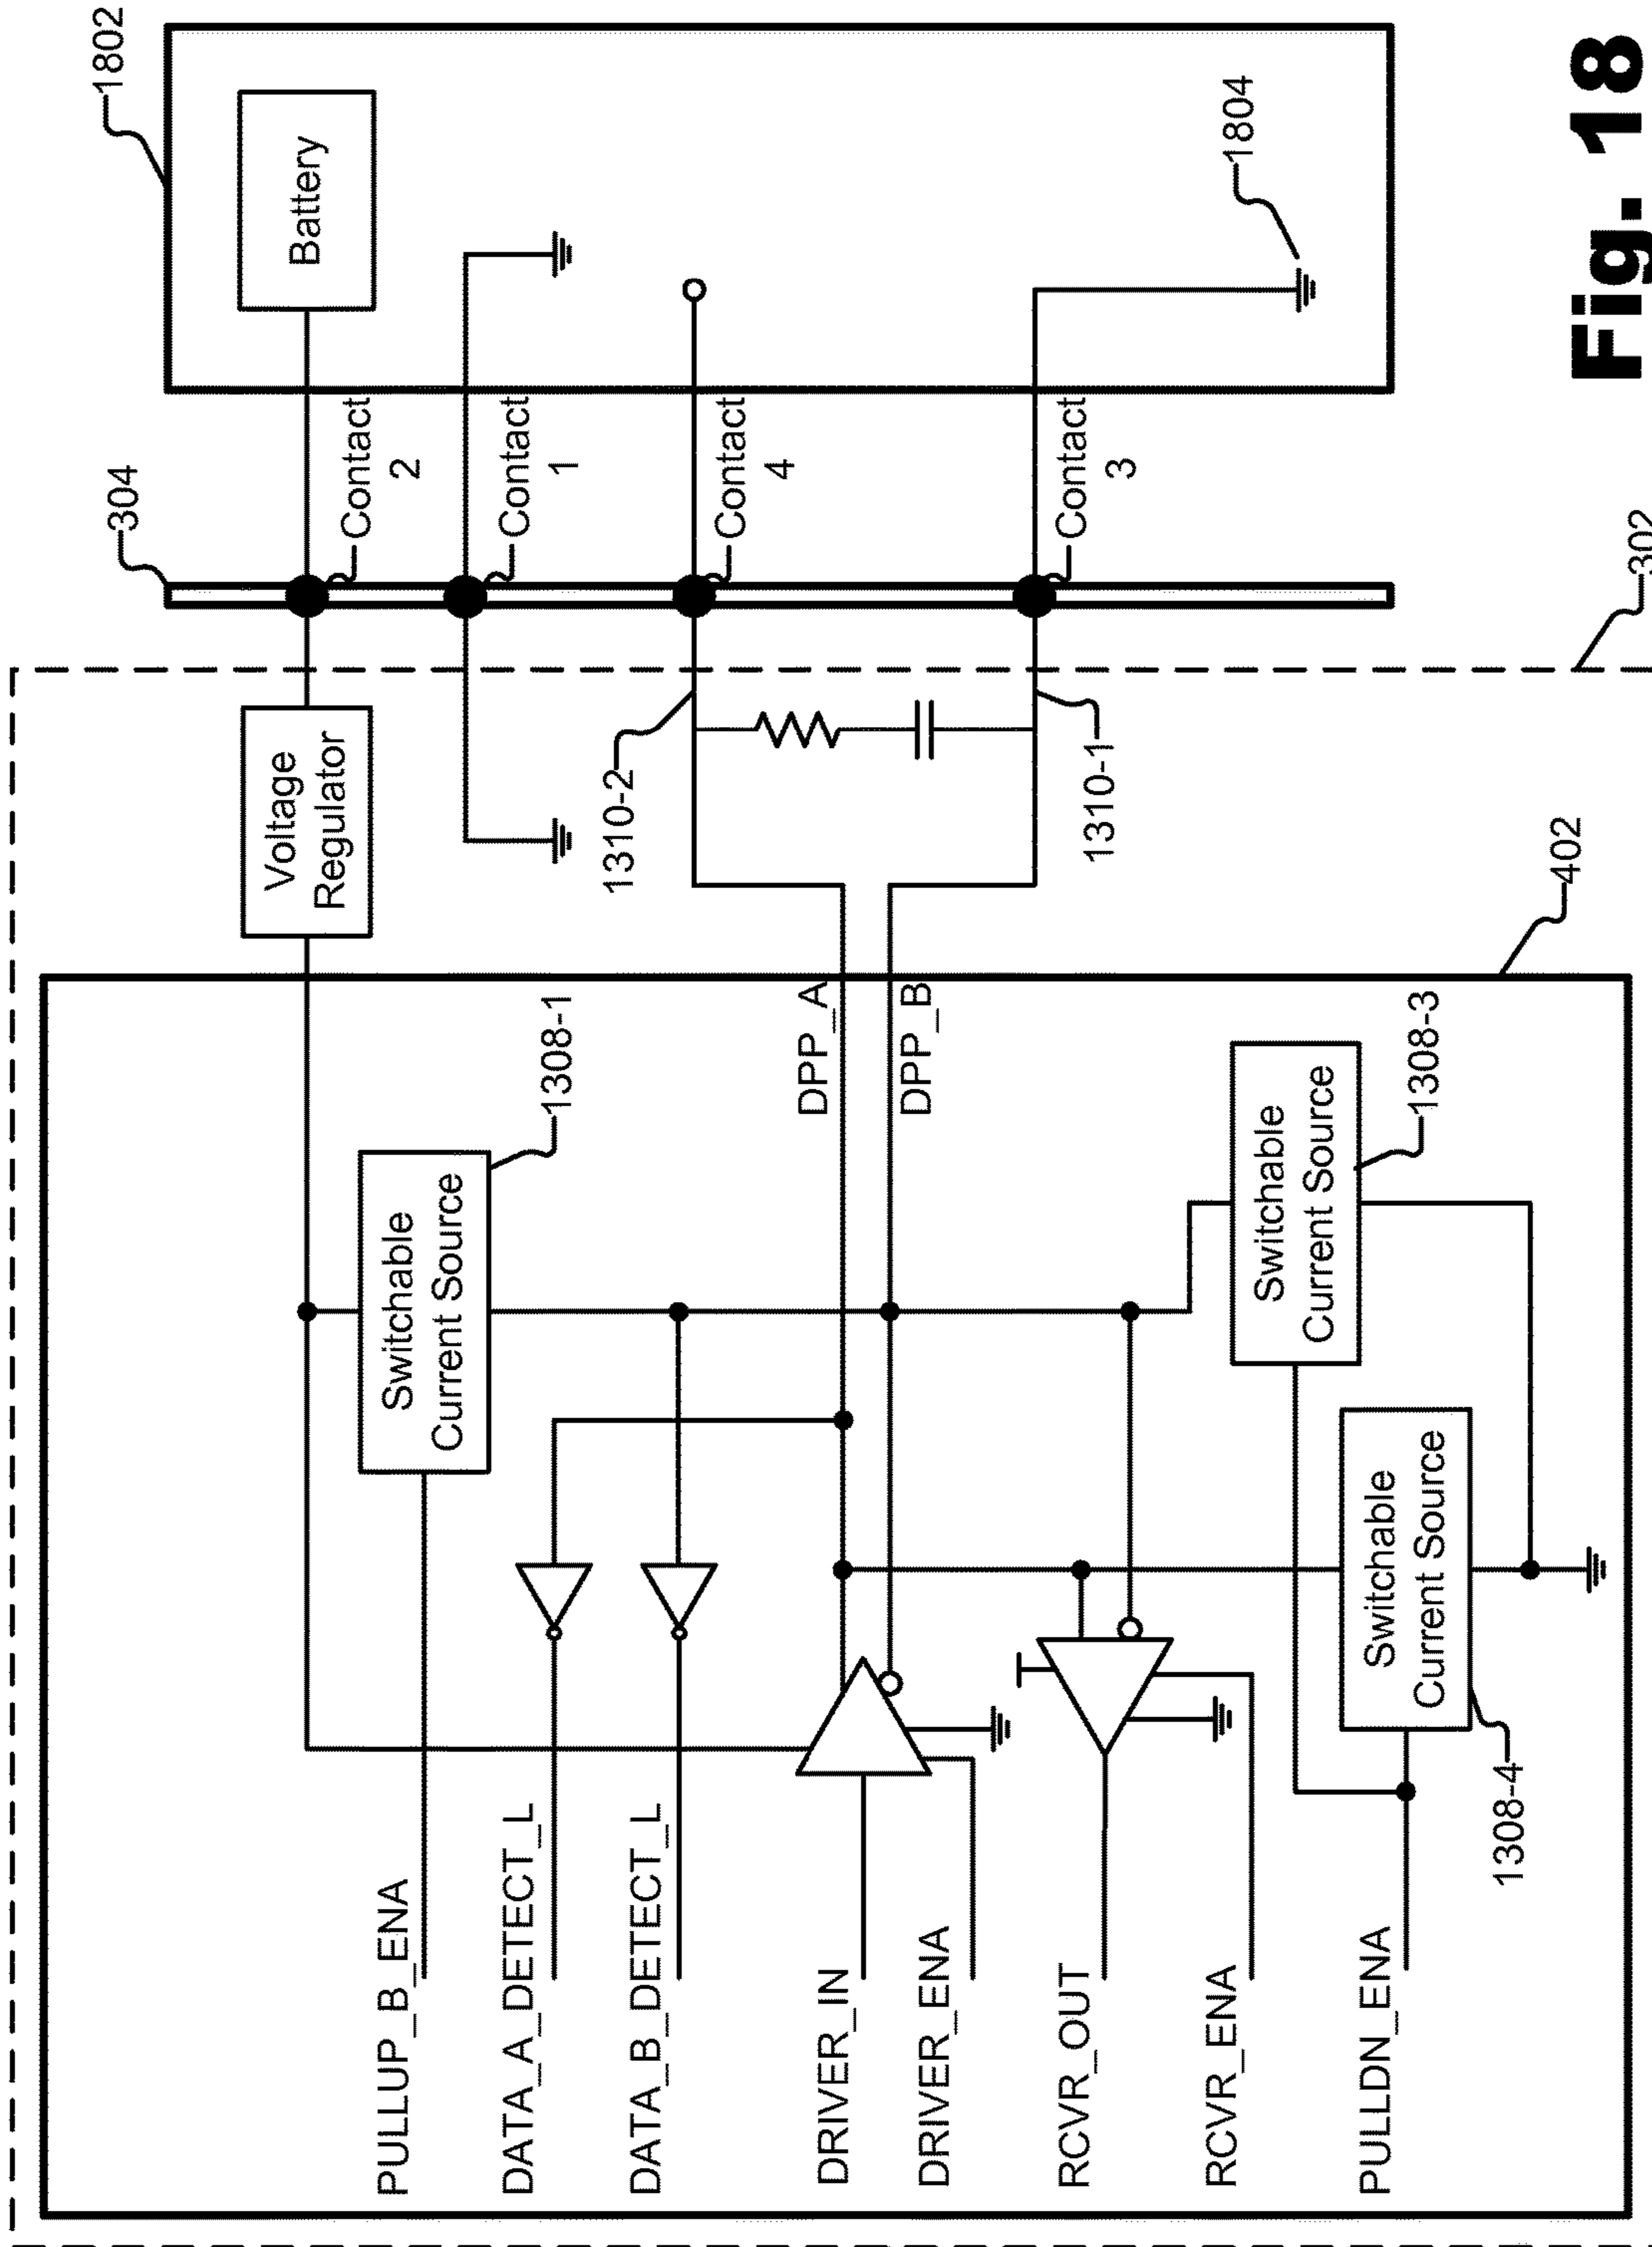 1802
Battery
1804
304
Contact
2
Contact
1
Contact
4
Contact
3
302
Voltage
Regulator
1310-2
1310-1
402
DPP_A
DPP_B
Switchable
Current Source
1308-1
Switchable
Current Source
1308-3
Switchable
Current Source
1308-4
PULLUP_B_ENA
DATA_A_DETECT_L
DATA_B_DETECT_L
DRIVER_IN
DRIVER_ENA
RCVR_OUT
RCVR_ENA
PULLDN_ENA
Fig. 18